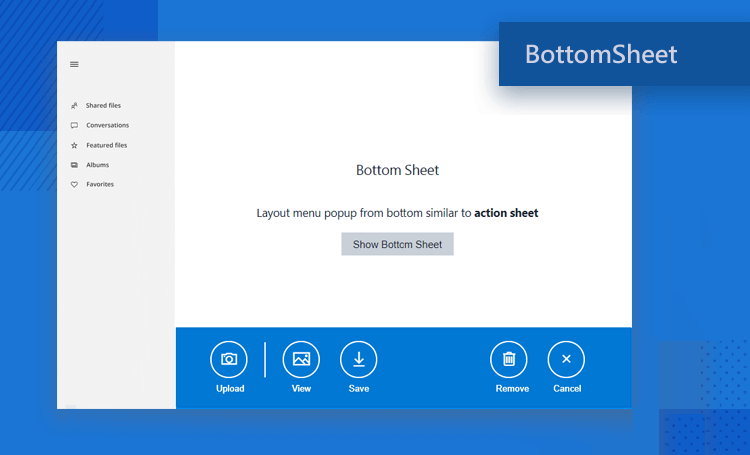 BottomSheet
Shared files
Conversations
Featured files
Albums
Favorites
Bottom Sheet
Layout menu popup from bottom similar to action sheet
Show Bottcm Sheet
Upload
View
Save
Remove
Cancel